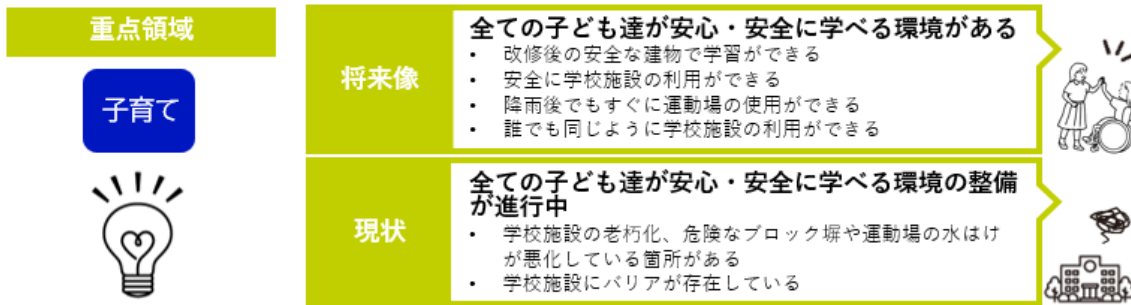 重点領域
子育て
将来像
全ての子ども達が安心・安全に学べる環境がある
• 改修後の安全な建物で学習ができる
• 安全に学校施設の利用ができる
• 降雨後でもすぐに運動場の使用ができる
• 誰でも同じように学校施設の利用ができる
現状
全ての子ども達が安心・安全に学べる環境の整備
が進行中
• 学校施設の老朽化、危険なブロック塀や運動場の水はけ
が悪化している箇所がある
• 学校施設にバリアが存在している